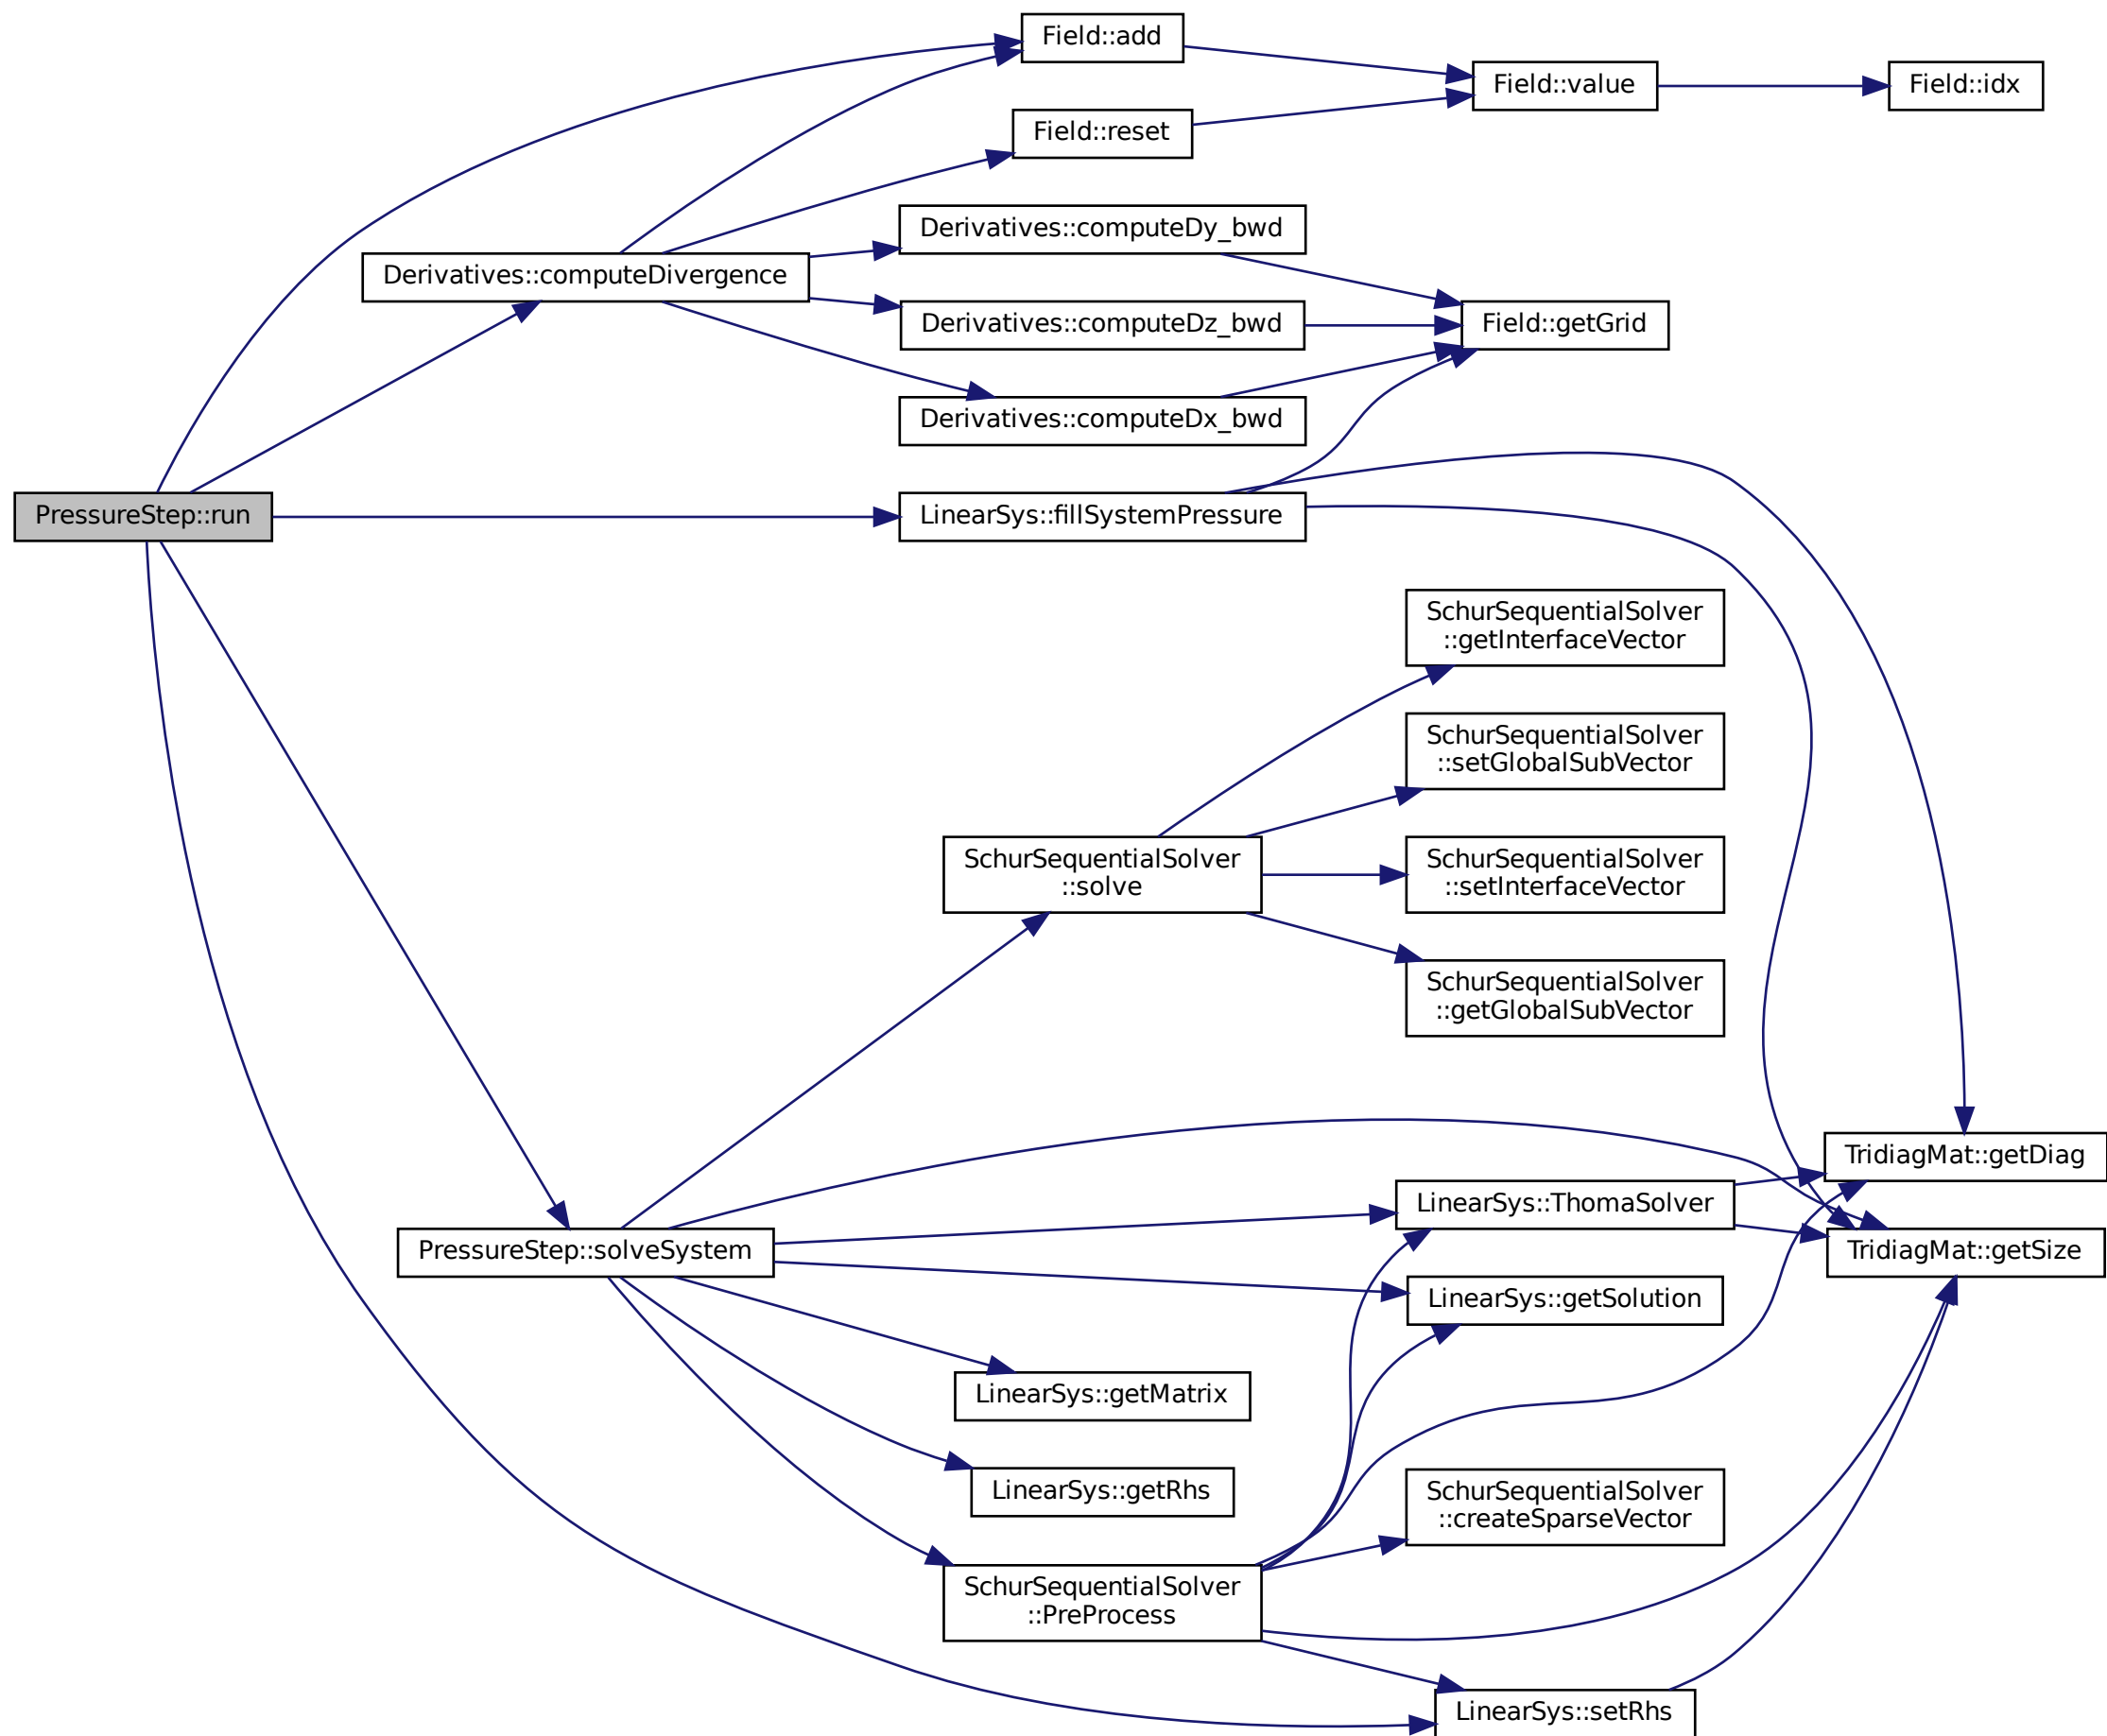 Field::add
Field::value
Field::idx
Field::reset
Derivatives::computeDy_bwd
Derivatives::computeDivergence
Derivatives::computeDz_bwd
Field::getGrid
Derivatives::computeDx_bwd
PressureStep::run
LinearSys::fillSystemPressure
SchurSequentialSolver
::getInterfaceVector
SchurSequentialSolver
::setGlobalSubVector
SchurSequentialSolver
::solve
SchurSequentialSolver
::setInterfaceVector
SchurSequentialSolver
::getGlobalSubVector
TridiagMat::getDiag
LinearSys::ThomaSolver
PressureStep::solveSystem
TridiagMat::getSize
LinearSys::getSolution
LinearSys::getMatrix
LinearSys::getRhs
SchurSequentialSolver
::createSparseVector
SchurSequentialSolver
::PreProcess
LinearSys::setRhs